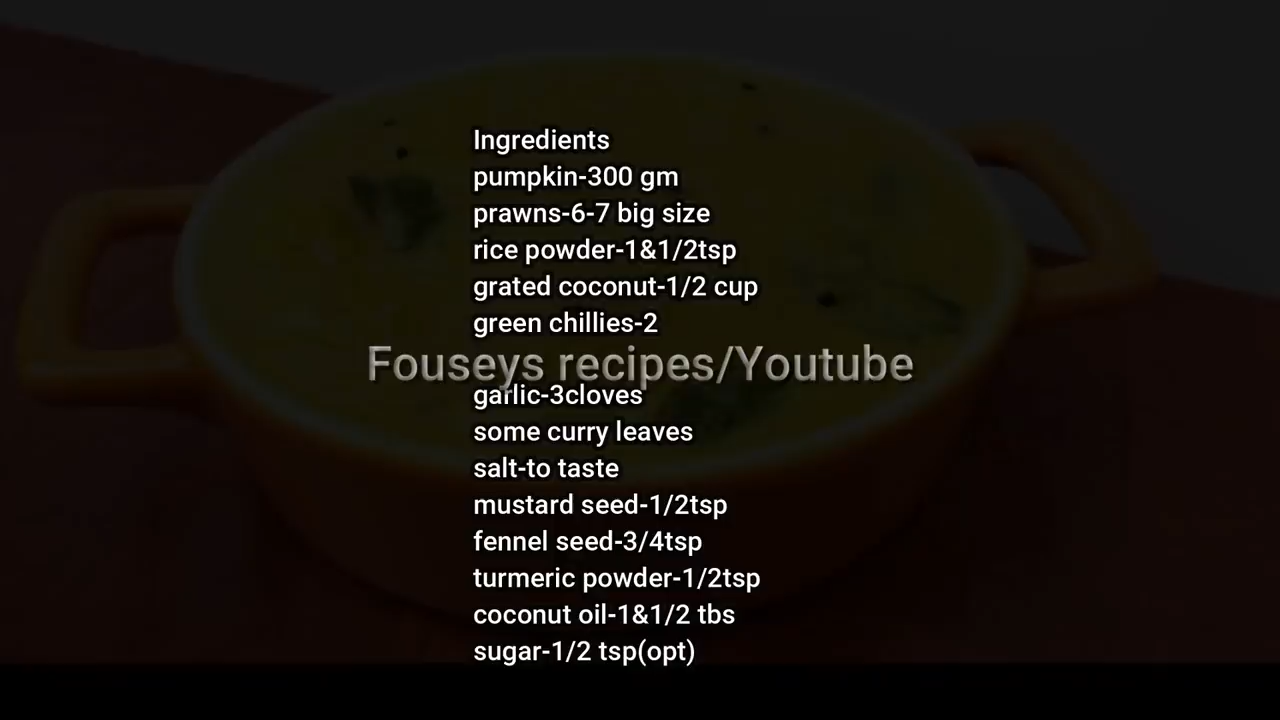 Ingredients
pumpkin-300 gm
prawns-6-7 big size
rice powder-1&1/2tsp
grated coconut-1/2 cup
green chillies-2
Fouseys recipes/Youtube
garlic-3cloves
some curry leaves
salt-to taste
mustard seed-1/2tsp
fennel seed-3/4tsp
turmeric powder-1/2tsp
coconut oil-1&1/2 tbs
sugar-1/2 tsp(opt)